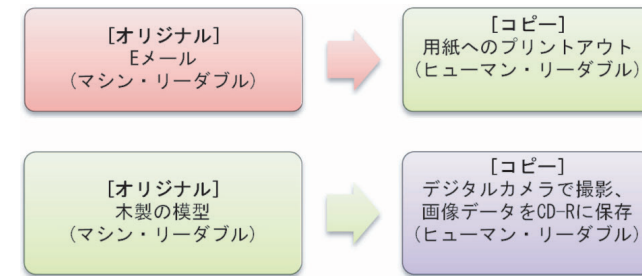 [オリジナル]
Eメール
(マシン・リーダブル)
[コピー]
用紙へのプリントアウト
(ヒューマン・リーダブル)
[オリジナル]
木製の模型
(マシン・リーダブル)
[コピー]
デジタルカメラで撮影、
画像データをCD-Rに保存
(ヒューマン・リーダブル)